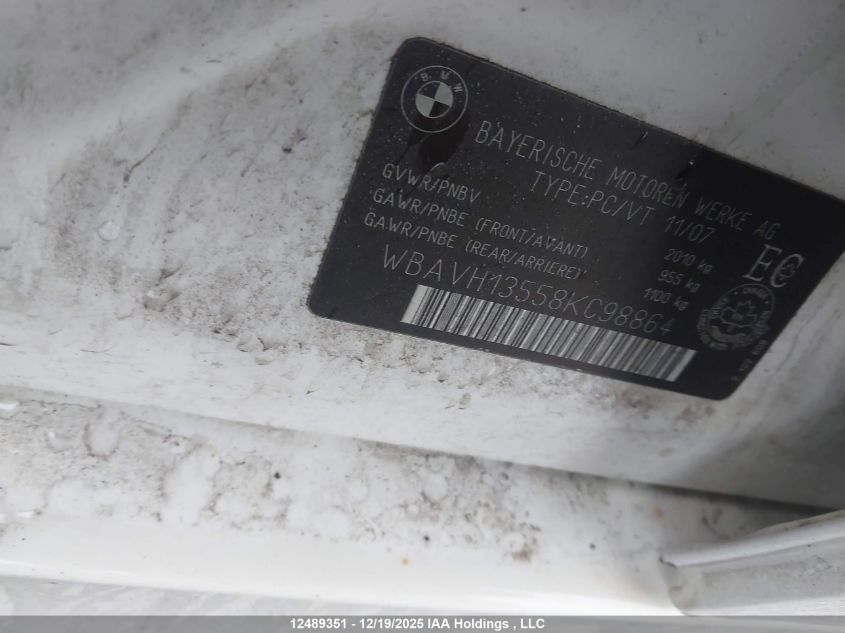 BMW
BAYERISCHE MOTOREN WERKE AG
TYPE:PC/VT 11/07
GVWR/PNBV 2010 kg
GAWR/PNBE (FRONT/AVANT) 955 kg
GAWR/PNBE (REAR/ARRIERE) 1100 kg
WBAVH13558KC98864
EC
12489351 - 12/19/2025 IAA Holdings , LLC